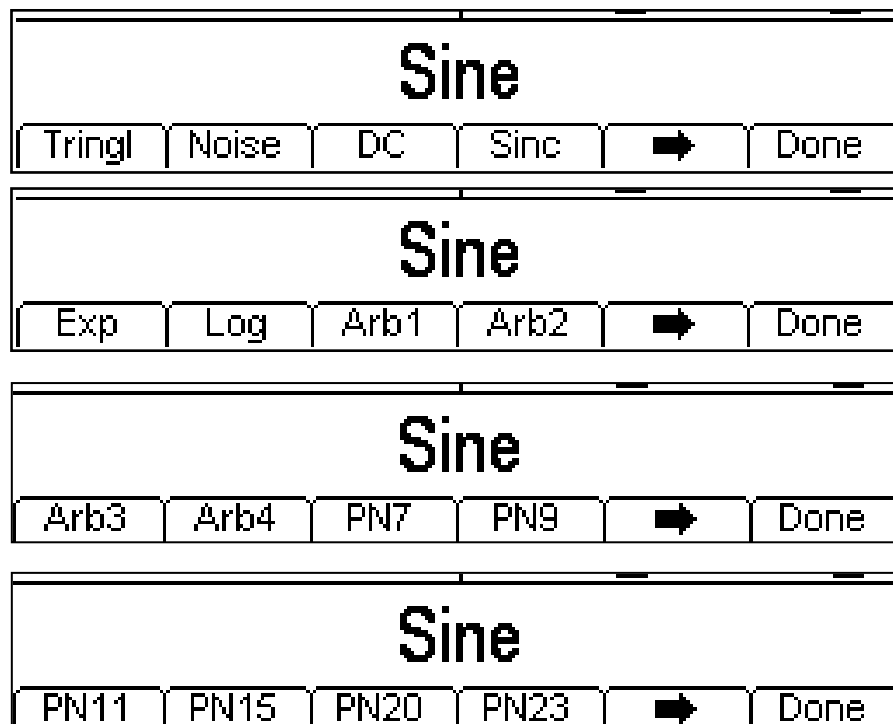 Sine
Tringl Noise DC Sinc ➡ Done
Sine
Exp Log Arb1 Arb2 ➡ Done
Sine
Arb3 Arb4 PN7 PN9 ➡ Done
Sine
PN11 PN15 PN20 PN23 ➡ Done